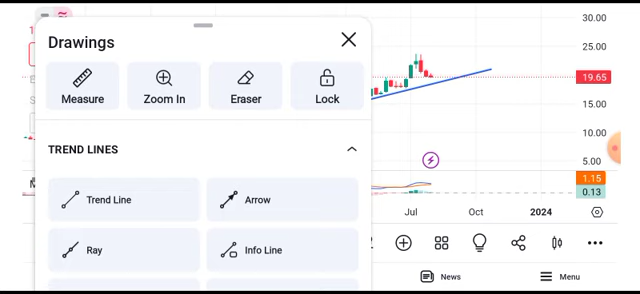 Drawings
Measure
Zoom In
Eraser
Lock
TREND LINES
Trend Line
Arrow
Ray
Info Line
30.00
25.00
19.65
15.00
10.00
5.00
1.15
0.13
Jul
Oct
2024
News
Menu